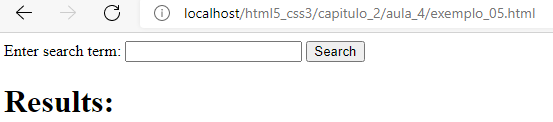 localhost/html5_css3/capitulo_2/aula_4/exemplo_05.html
Enter search term: Search
Results: